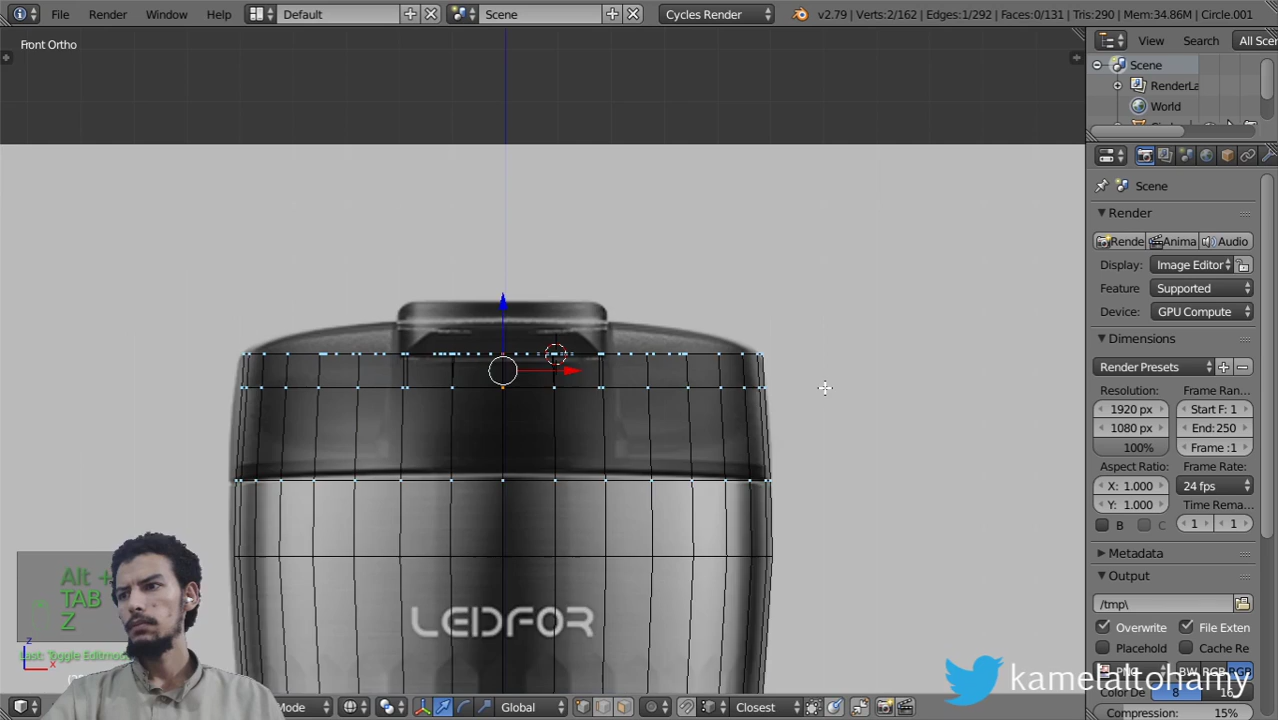 File Render Window Help Default Scene Cycles Render v2.79 | Verts:2/162 | Edges:1/292 | Faces:0/131 | Tris:290 | Mem:34.86M | Circle.001
Front Ortho
View Search All Scen
Scene
RenderLa
World
Scene
Render
Rende Anima Audio
Display: Image Editor
Feature Supported
Device: GPU Compute
Dimensions
Render Presets
Resolution: Frame Ran...
1920 px Start F: 1
1080 px End: 250
100% Frame :1
Aspect Ratio: Frame Rate:
X: 1.000 24 fps
Y: 1.000 Time Rema...
B C 1 1
Metadata
Output
/tmp\
Overwrite File Exten
Placehold Cache Re
BW RGB RGB
Color De 8 16
Compression: 15%
LEDFOR
Alt +
TAB
Z
Last: Toggle Editmod
z
x
kamelaltohamy
Mode Global Closest